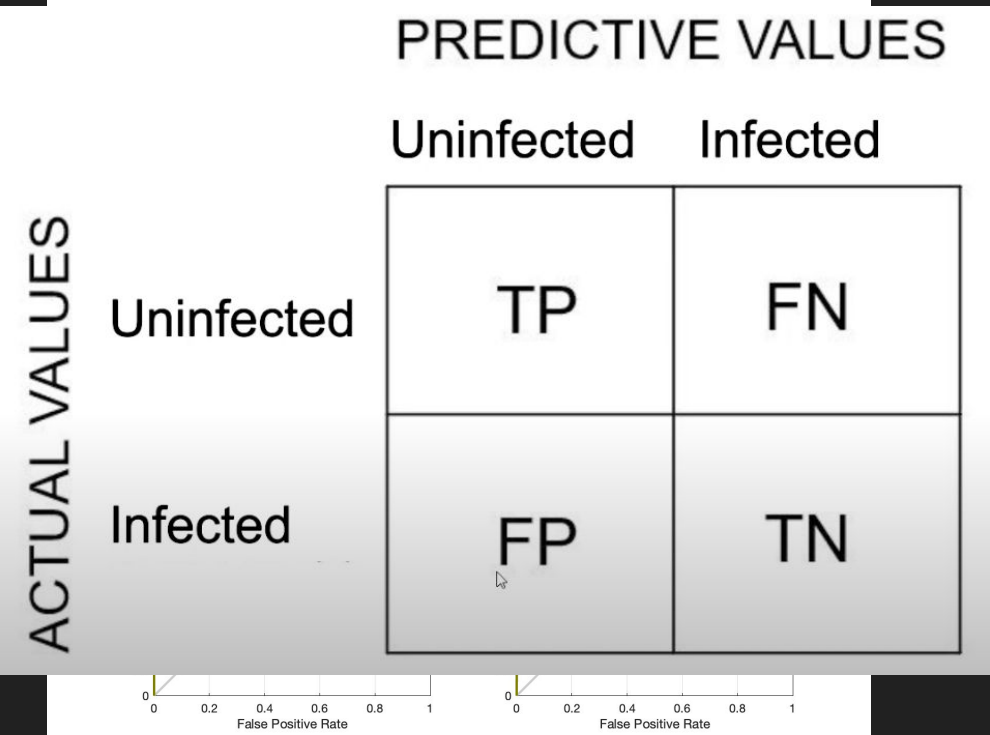 PREDICTIVE VALUES
Uninfected Infected
ACTUAL VALUES
Uninfected TP FN
Infected FP TN
0 0
0 0.2 0.4 0.6 0.8 1 0 0.2 0.4 0.6 0.8 1
False Positive Rate False Positive Rate